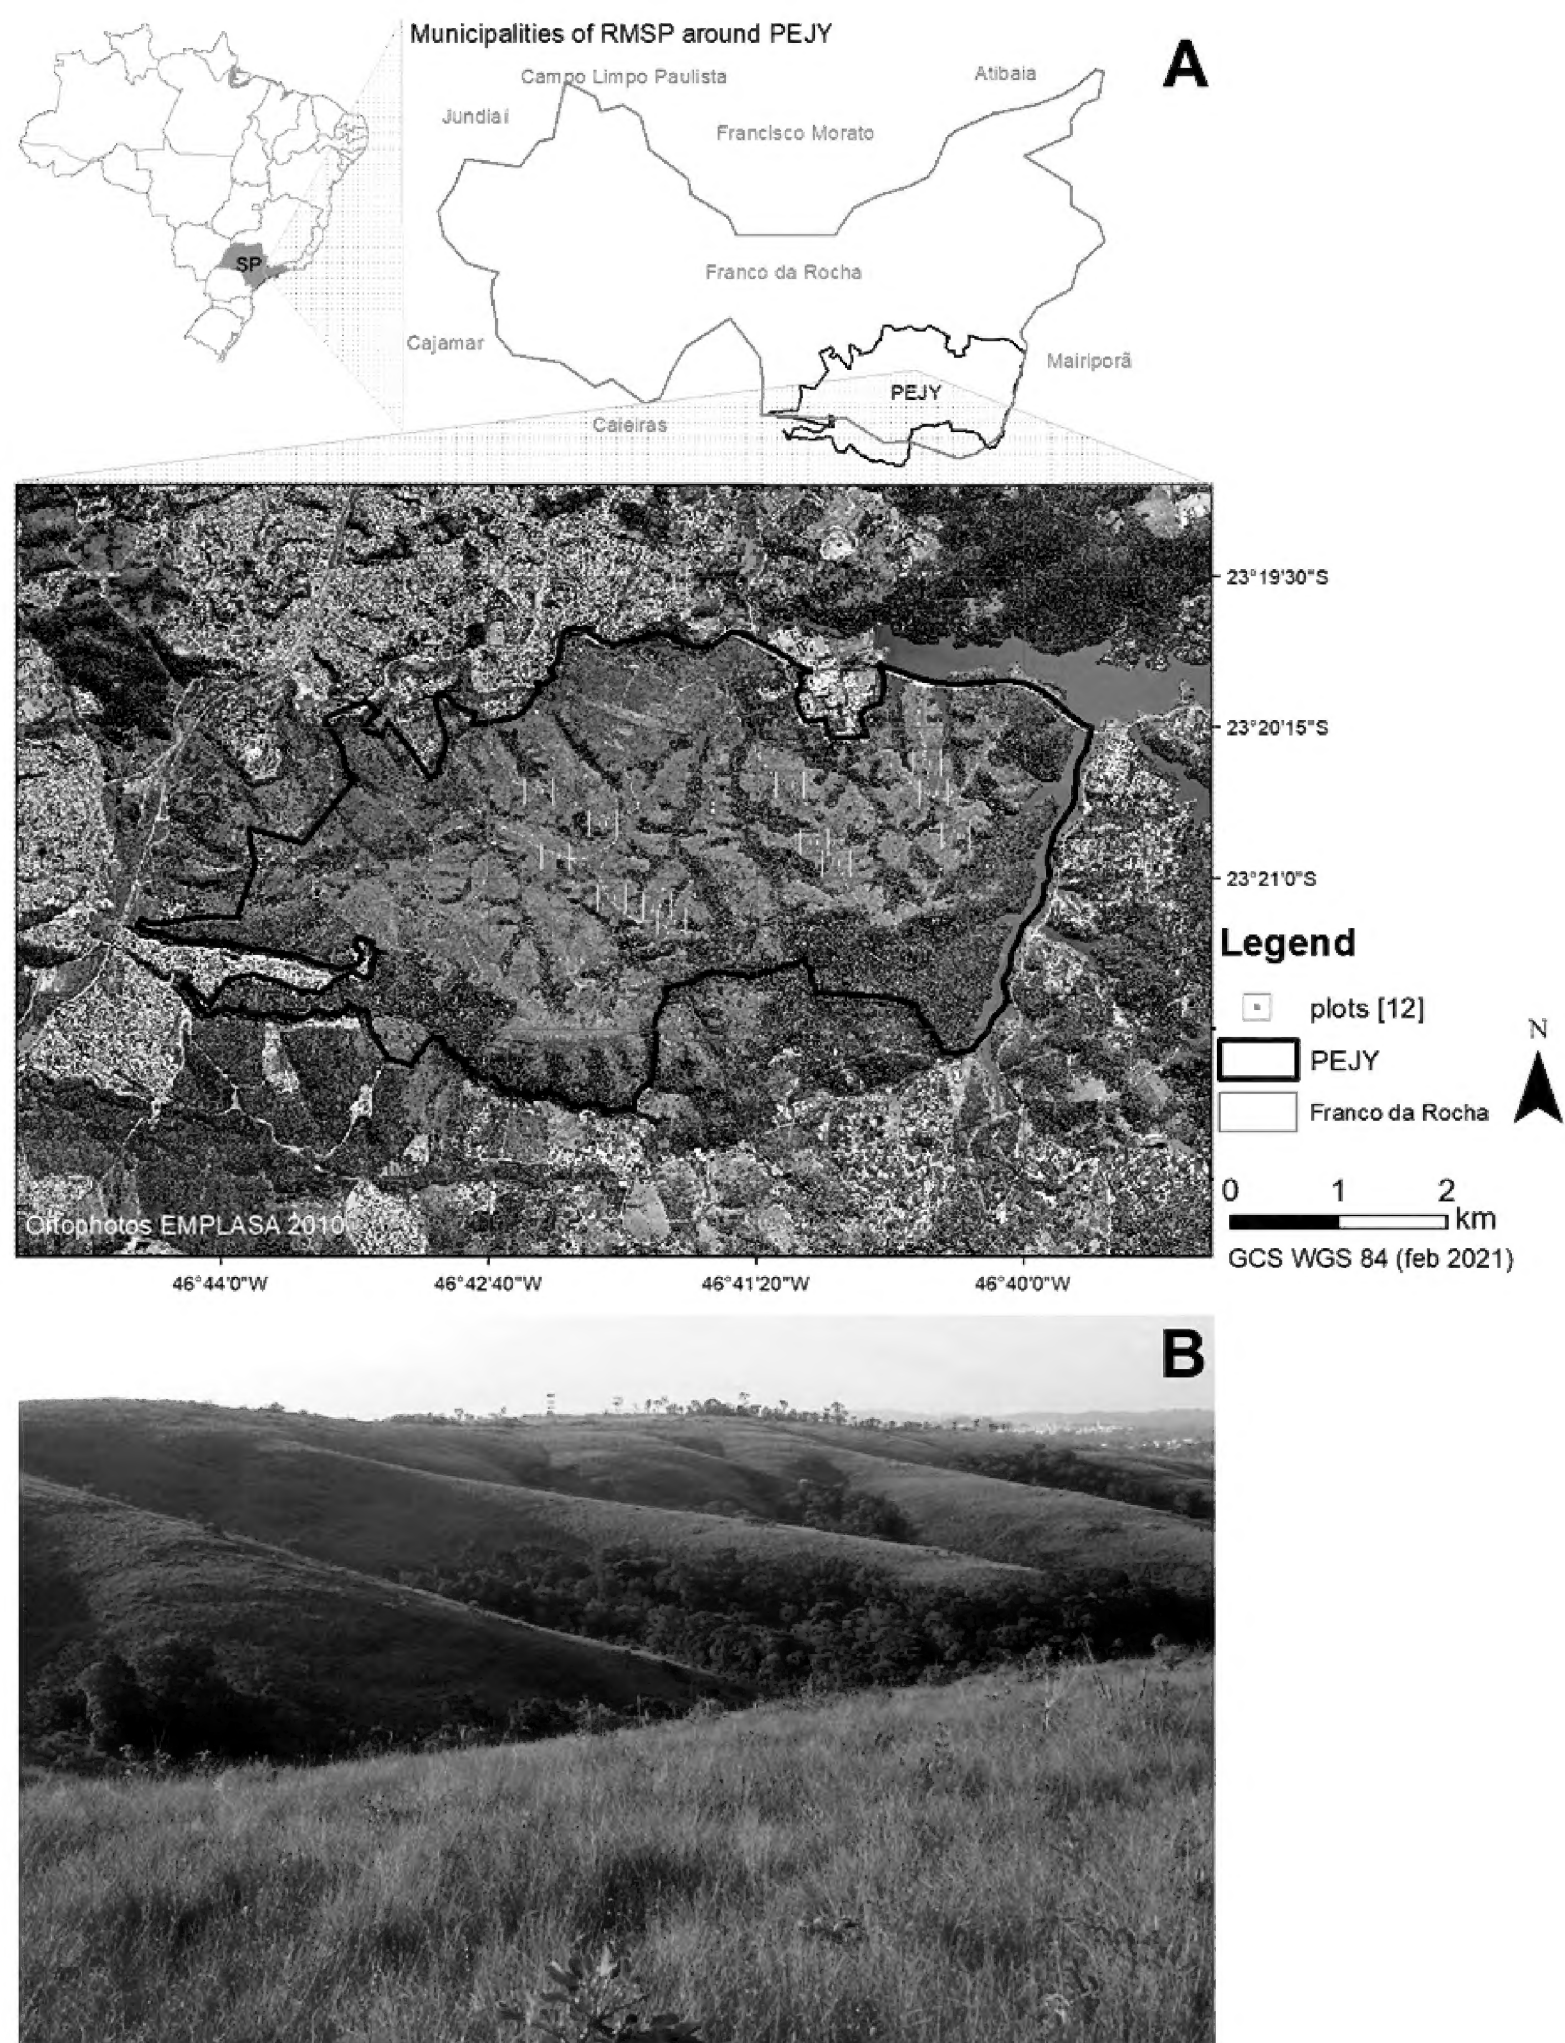 Municipalities of RMSP around PEJY
A
Campo Limpo Paulista
Atibaia
Jundiaí
Francisco Morato
SP
Franco da Rocha
Cajamar
Mairiporã
PEJY
Caieiras
23°19'30"S
23°20'15"S
23°21'0"S
Legend
plots [12]
N
PEJY
Franco da Rocha
0 1 2
km
Ortophotos EMPLASA 2010
GCS WGS 84 (feb 2021)
46°44'0"W 46°42'40"W 46°41'20"W 46°40'0"W
B